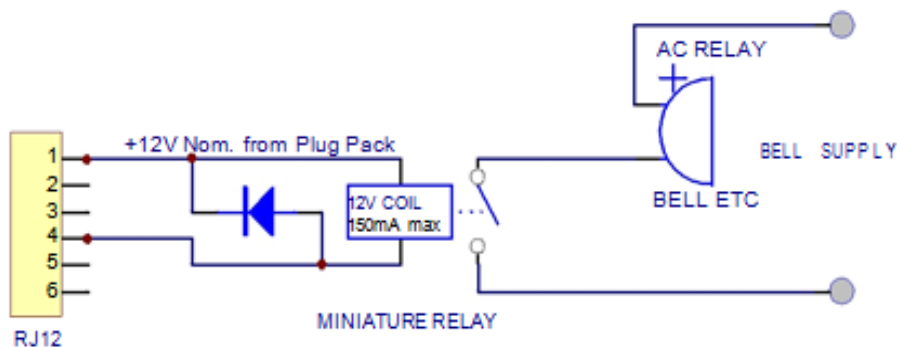 AC RELAY
+
+12V Nom. from Plug Pack
1
2
3
4
5
6
BELL SUPPLY
12V COIL
150mA max
BELL ETC
MINIATURE RELAY
RJ12